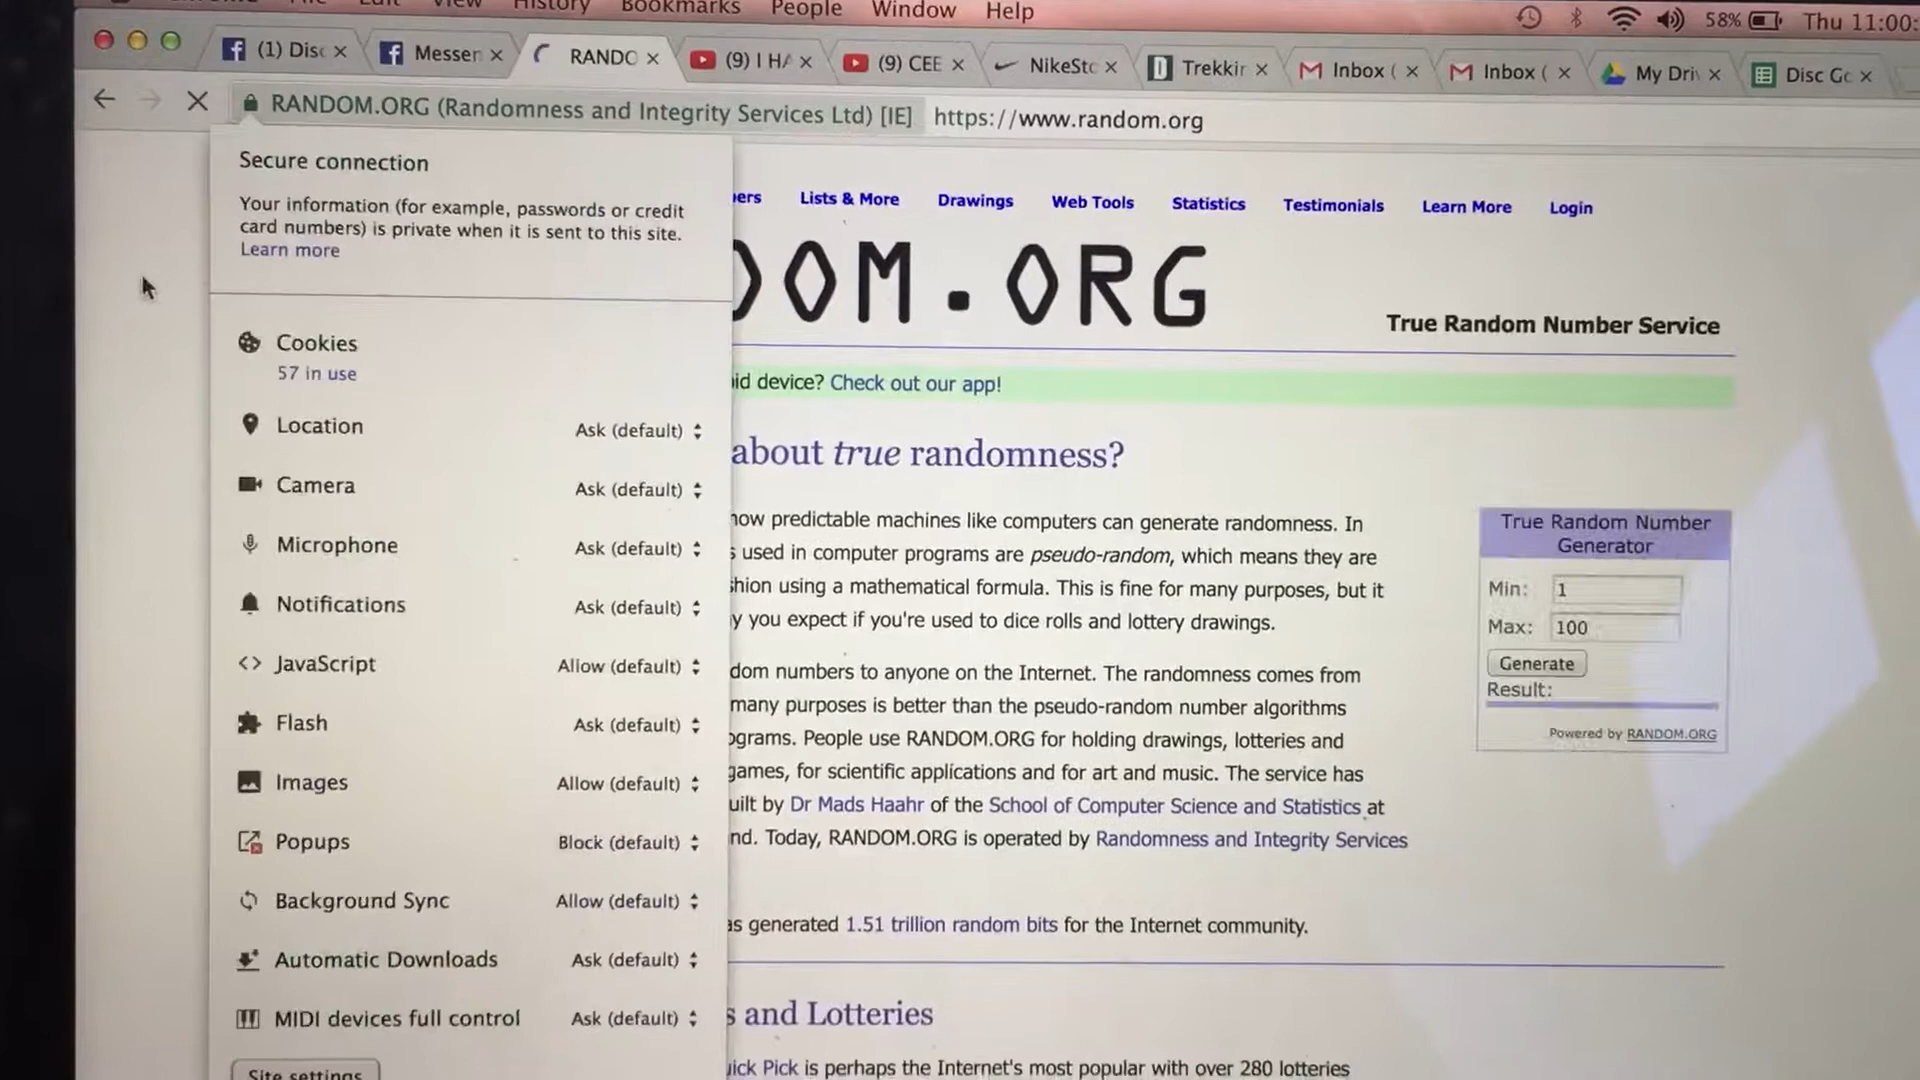 History Bookmarks People Window Help 58% Thu 11:00:
(1) Disc Messen RANDO (9) I HA (9) CEE NikeSto Trekkin Inbox ( Inbox ( My Driv Disc Go
RANDOM.ORG (Randomness and Integrity Services Ltd) [IE] https://www.random.org
Secure connection
Your information (for example, passwords or credit
card numbers) is private when it is sent to this site.
Learn more
Cookies
57 in use
Location Ask (default)
Camera Ask (default)
Microphone Ask (default)
Notifications Ask (default)
JavaScript Allow (default)
Flash Ask (default)
Images Allow (default)
Popups Block (default)
Background Sync Allow (default)
Automatic Downloads Ask (default)
MIDI devices full control Ask (default)
Site settings
ers Lists & More Drawings Web Tools Statistics Testimonials Learn More Login
DOM.ORG
True Random Number Service
id device? Check out our app!
about true randomness?
now predictable machines like computers can generate randomness. In
s used in computer programs are pseudo-random, which means they are
shion using a mathematical formula. This is fine for many purposes, but it
y you expect if you're used to dice rolls and lottery drawings.
dom numbers to anyone on the Internet. The randomness comes from
many purposes is better than the pseudo-random number algorithms
ograms. People use RANDOM.ORG for holding drawings, lotteries and
games, for scientific applications and for art and music. The service has
uilt by Dr Mads Haahr of the School of Computer Science and Statistics at
nd. Today, RANDOM.ORG is operated by Randomness and Integrity Services
as generated 1.51 trillion random bits for the Internet community.
s and Lotteries
uick Pick is perhaps the Internet's most popular with over 280 lotteries
True Random Number
Generator
Min: 1
Max: 100
Generate
Result:
Powered by RANDOM.ORG